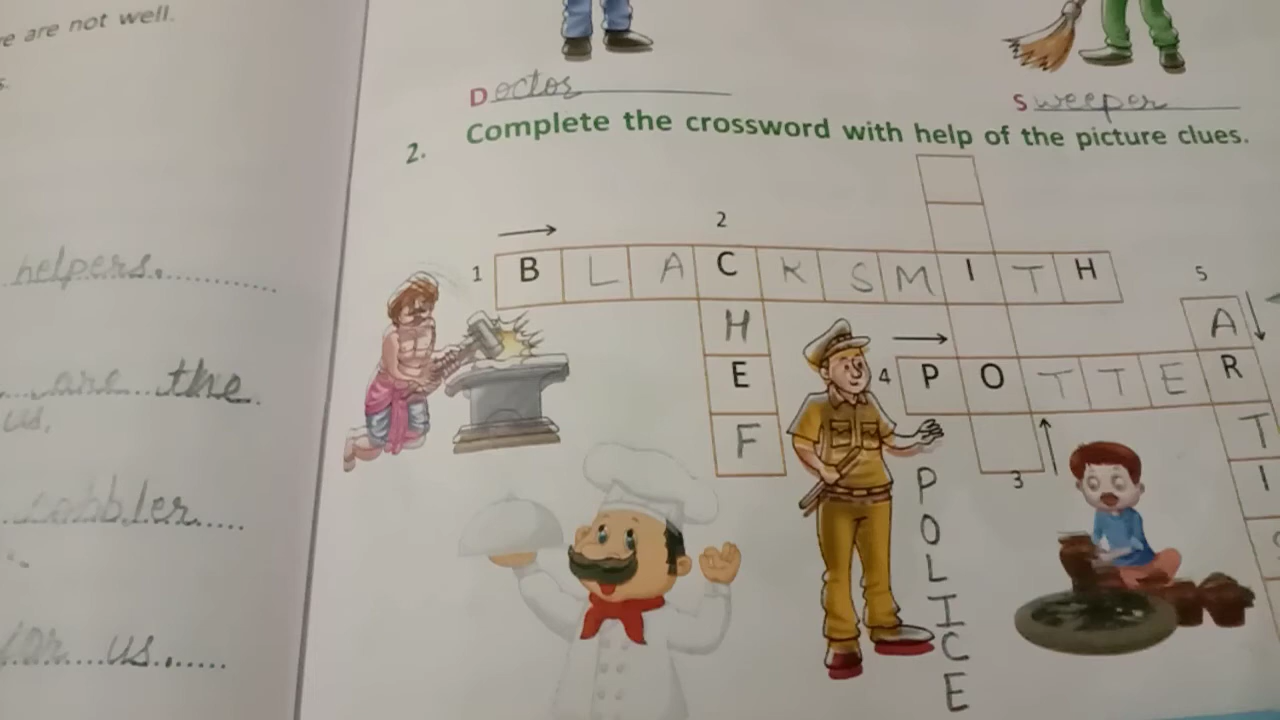 e are not well.
s.
helpers.
are the
us,
cobbler
for us.
Doctor
Sweeper
2. Complete the crossword with help of the picture clues.
2
1 B L A C K S M I T H
5
H
A
4 P O T T E R
E
F
T
3
I
P
O
L
I
C
E